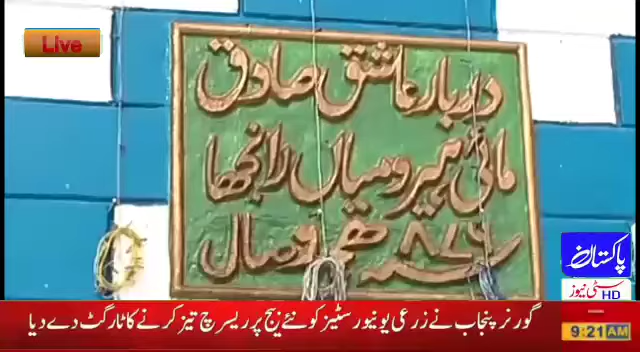 Live
دربار عاشق صادق
مائی ہیر و میاں رانجھا
۸۷۶ھ وصال
پاکستان
سٹی نیوز HD
گورنر پنجاب نے زرعی یونیورسٹیز کو نئے بیج پر ریسرچ تیز کرنے کا ٹارگٹ دے دیا
9:21 AM